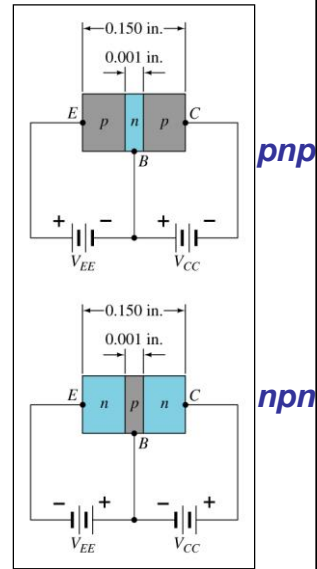 0.150 in.
0.001 in.
E p n p C
B
pnp
+ - + -
V_EE V_CC
0.150 in.
0.001 in.
E n p n C
B
npn
- + - +
V_EE V_CC